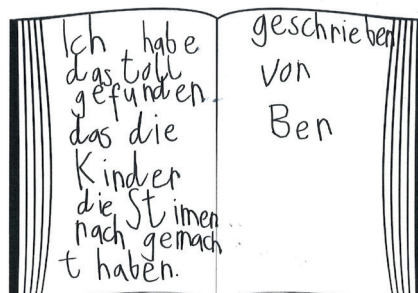 Ich habe
das toll
gefunden
das die
Kinder
die Stimen
nach gemach
t haben.
geschrieben
von
Ben